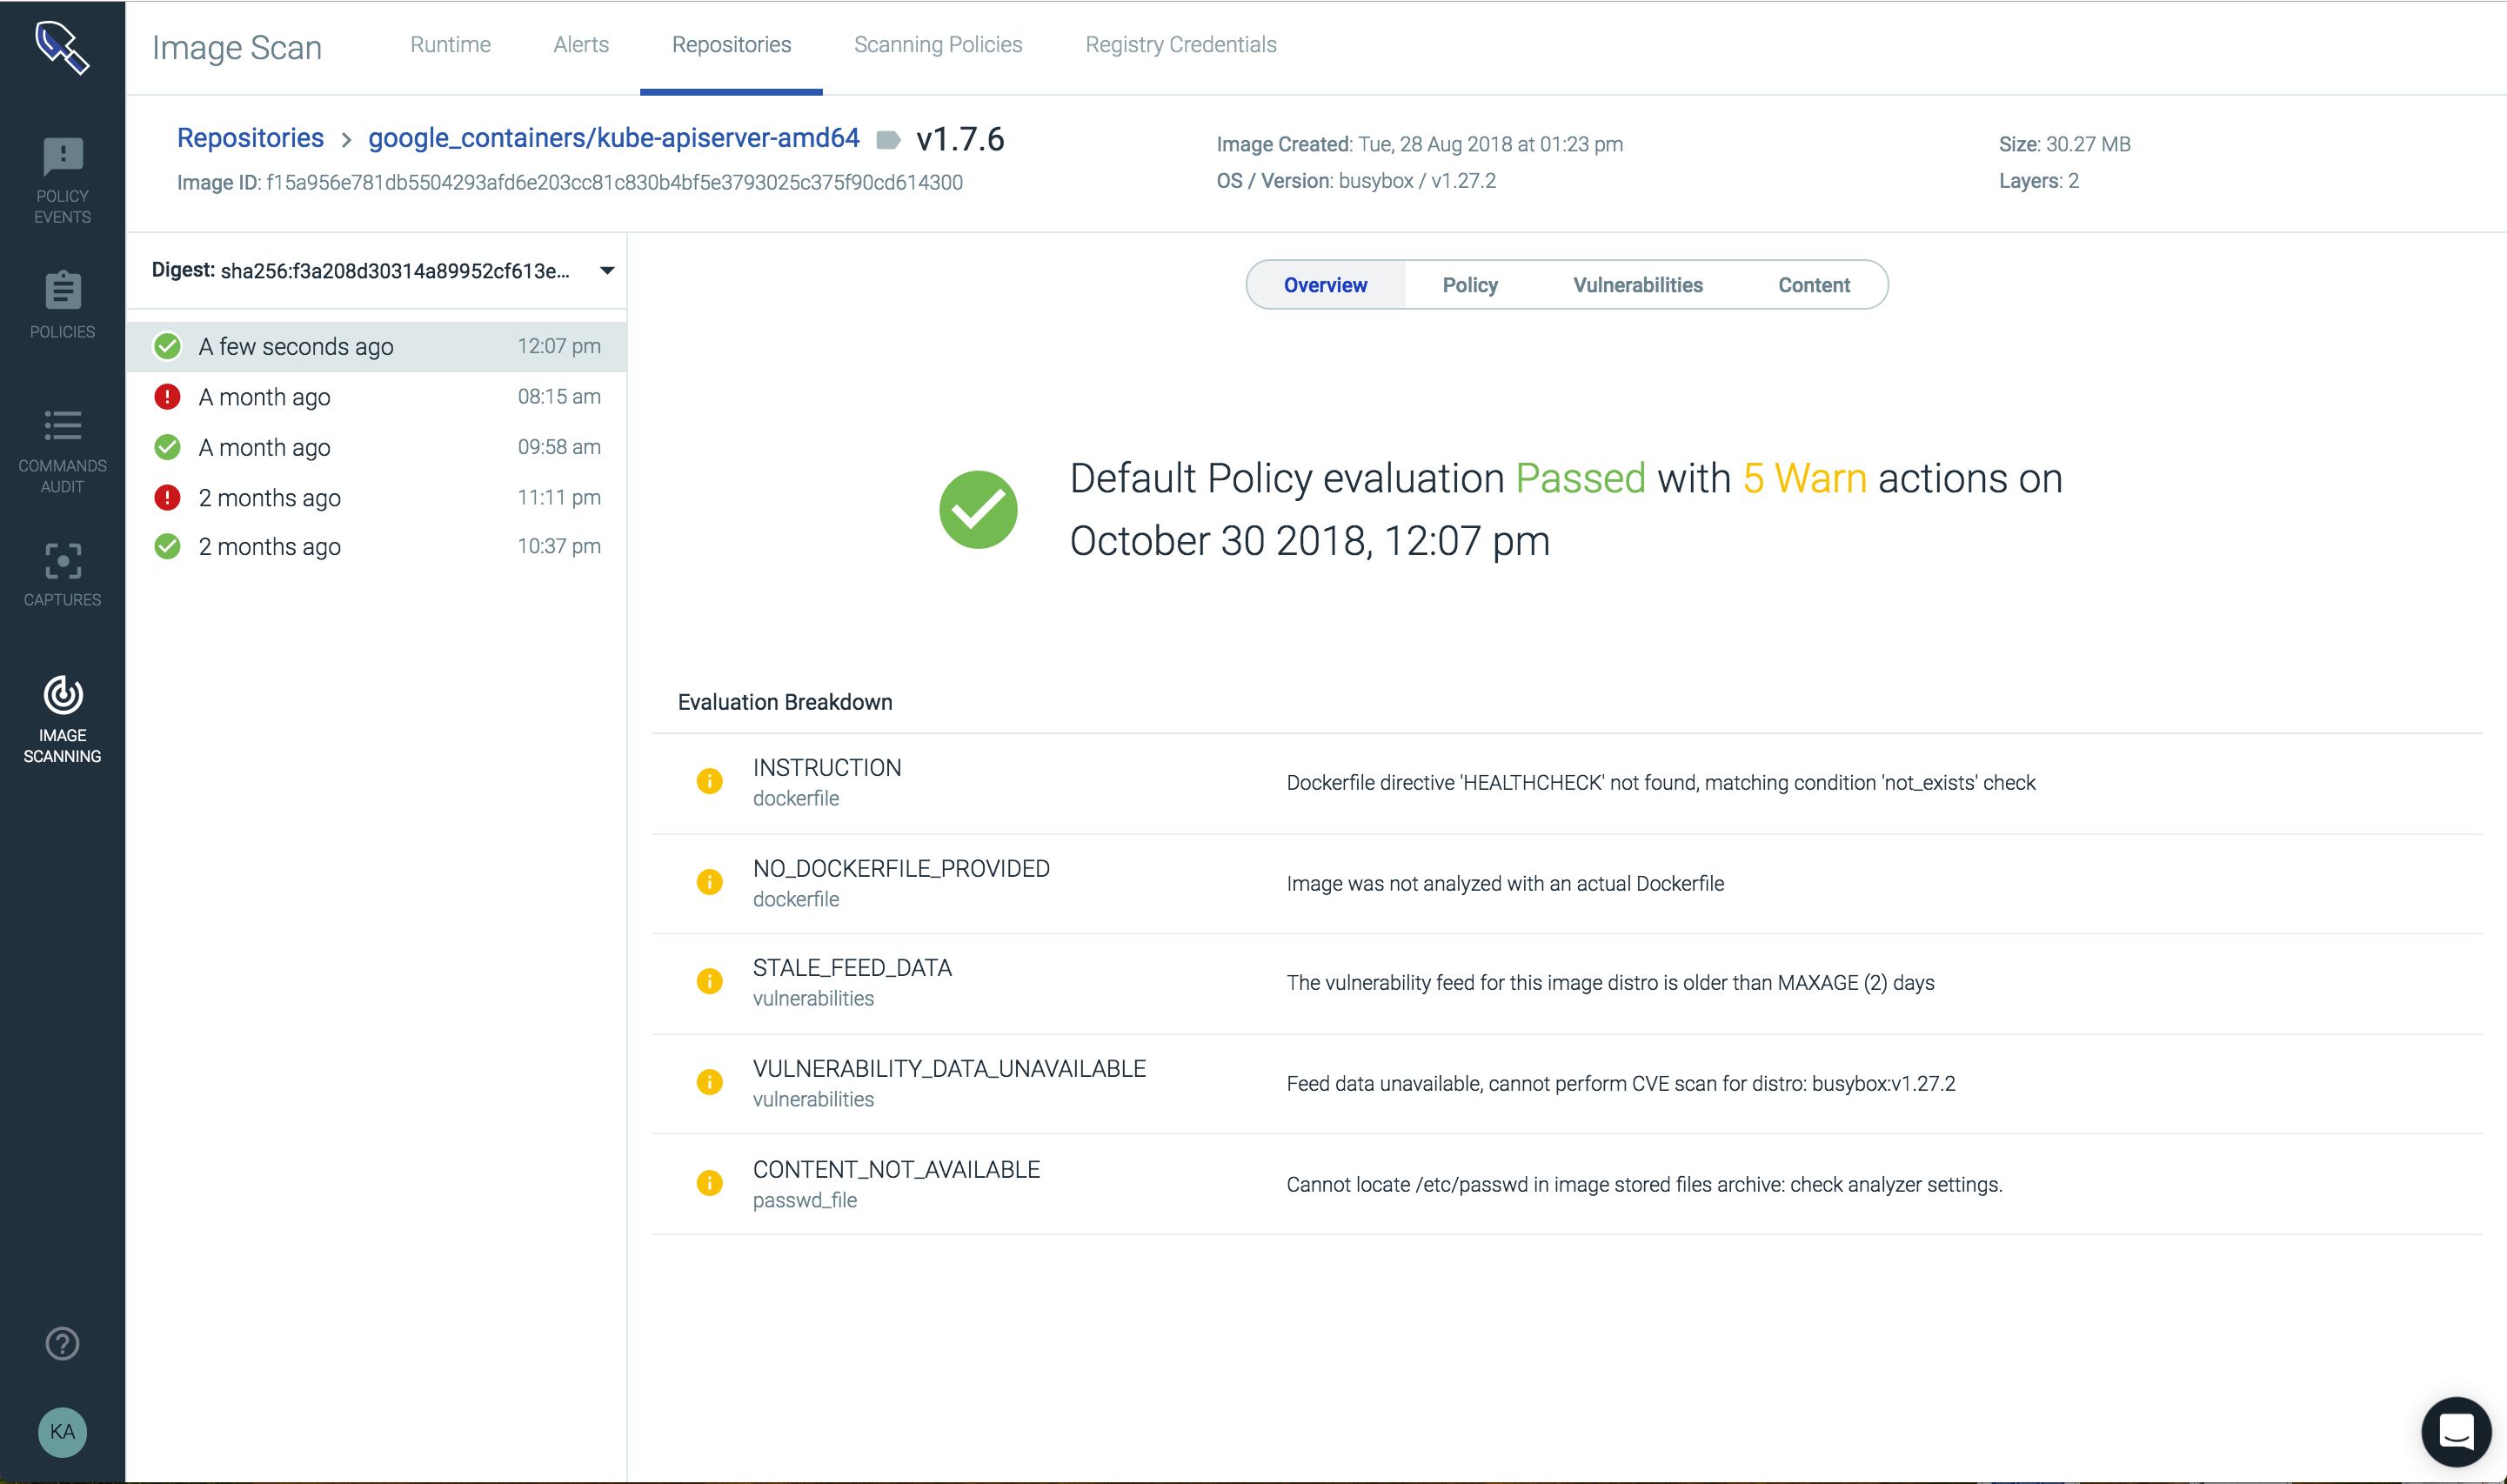 Image Scan
Runtime
Alerts
Repositories
Scanning Policies
Registry Credentials
POLICY
EVENTS
POLICIES
COMMANDS
AUDIT
CAPTURES
IMAGE
SCANNING
KA
Repositories > google_containers/kube-apiserver-amd64 v1.7.6
Image ID: f15a956e781db5504293afd6e203cc81c830b4bf5e3793025c375f90cd614300
Image Created: Tue, 28 Aug 2018 at 01:23 pm
OS / Version: busybox / v1.27.2
Size: 30.27 MB
Layers: 2
Digest: sha256:f3a208d30314a89952cf613e...
A few seconds ago 12:07 pm
A month ago 08:15 am
A month ago 09:58 am
2 months ago 11:11 pm
2 months ago 10:37 pm
Overview
Policy
Vulnerabilities
Content
Default Policy evaluation Passed with 5 Warn actions on
October 30 2018, 12:07 pm
Evaluation Breakdown
INSTRUCTION
dockerfile
Dockerfile directive 'HEALTHCHECK' not found, matching condition 'not_exists' check
NO_DOCKERFILE_PROVIDED
dockerfile
Image was not analyzed with an actual Dockerfile
STALE_FEED_DATA
vulnerabilities
The vulnerability feed for this image distro is older than MAXAGE (2) days
VULNERABILITY_DATA_UNAVAILABLE
vulnerabilities
Feed data unavailable, cannot perform CVE scan for distro: busybox:v1.27.2
CONTENT_NOT_AVAILABLE
passwd_file
Cannot locate /etc/passwd in image stored files archive: check analyzer settings.